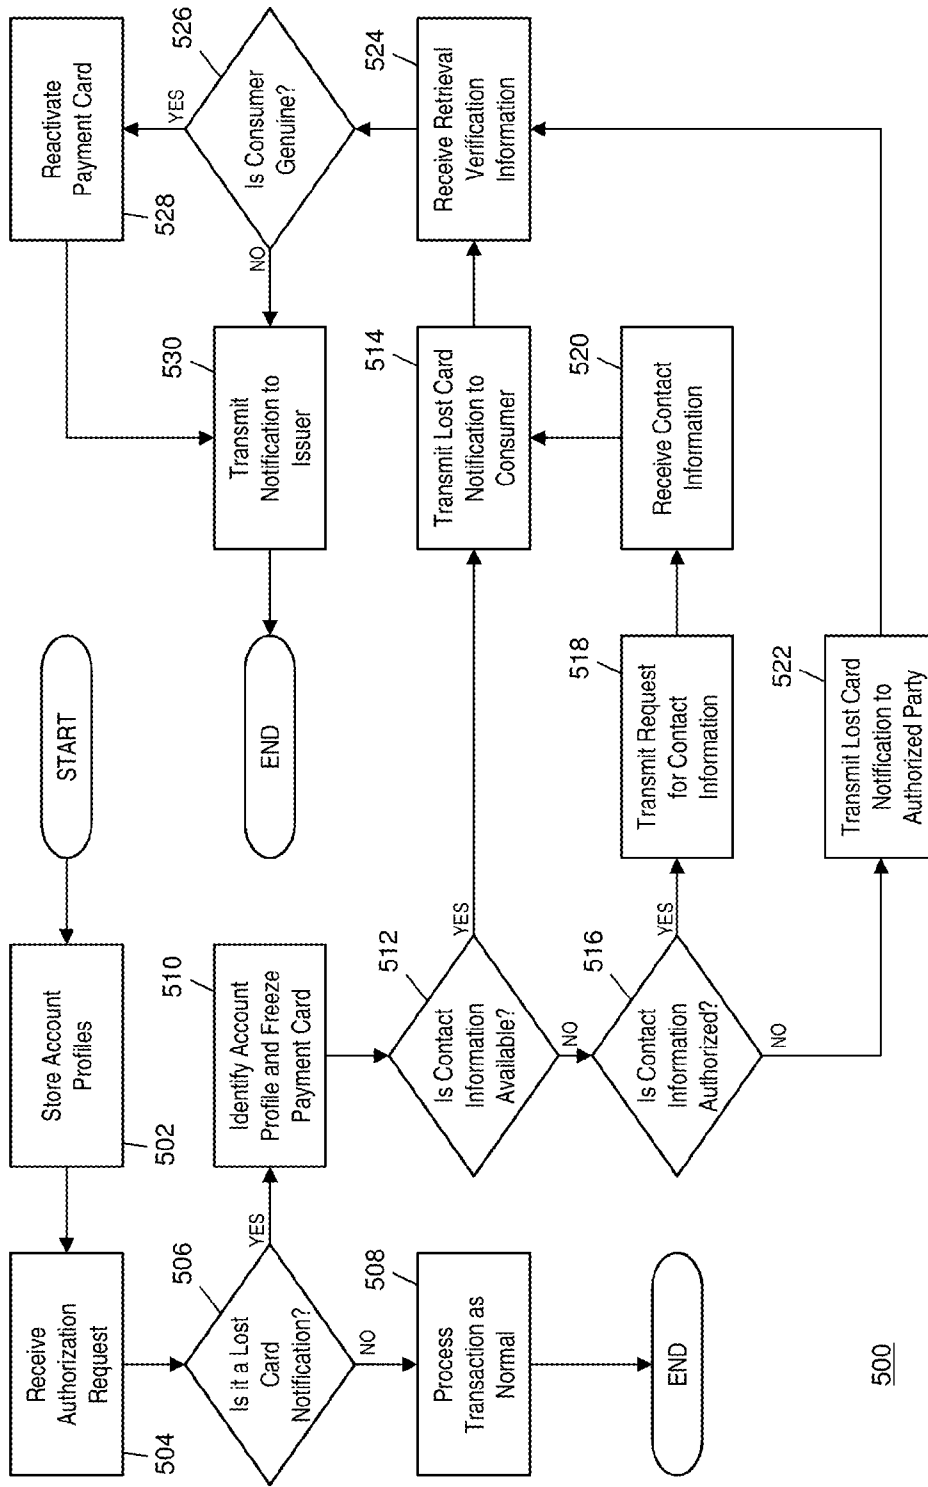 START
Store Account
Profiles
502
Receive
Authorization
Request
504
Is it a Lost
Card
Notification?
506
YES
NO
Process
Transaction as
Normal
508
END
Identify Account
Profile and Freeze
Payment Card
510
Is Contact
Information
Available?
512
YES
NO
Transmit Lost Card
Notification to
Consumer
514
Is Contact
Information
Authorized?
516
YES
NO
Transmit Request
for Contact
Information
518
Receive Contact
Information
520
Transmit Lost Card
Notification to
Authorized Party
522
Receive Retrieval
Verification
Information
524
Is Consumer
Genuine?
526
YES
NO
Reactivate
Payment Card
528
Transmit
Notification to
Issuer
530
END
500